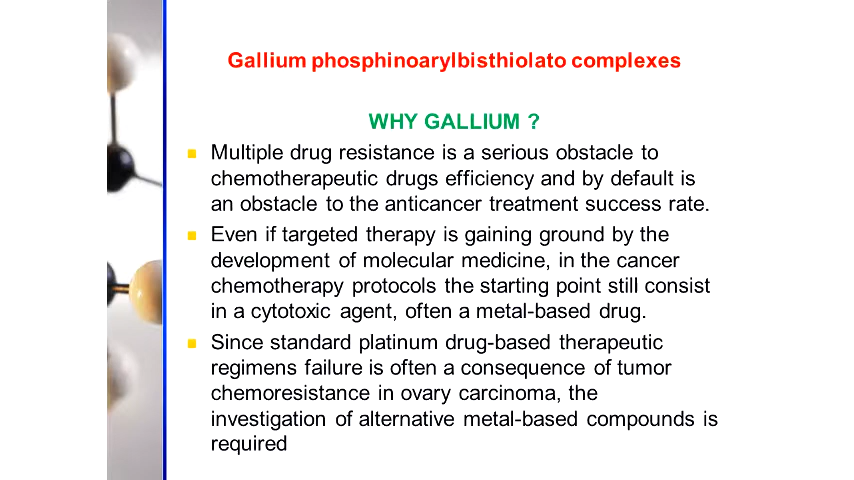 Gallium phosphinoarylbisthiolato complexes
WHY GALLIUM ?
Multiple drug resistance is a serious obstacle to
chemotherapeutic drugs efficiency and by default is
an obstacle to the anticancer treatment success rate.
Even if targeted therapy is gaining ground by the
development of molecular medicine, in the cancer
chemotherapy protocols the starting point still consist
in a cytotoxic agent, often a metal-based drug.
Since standard platinum drug-based therapeutic
regimens failure is often a consequence of tumor
chemoresistance in ovary carcinoma, the
investigation of alternative metal-based compounds is
required